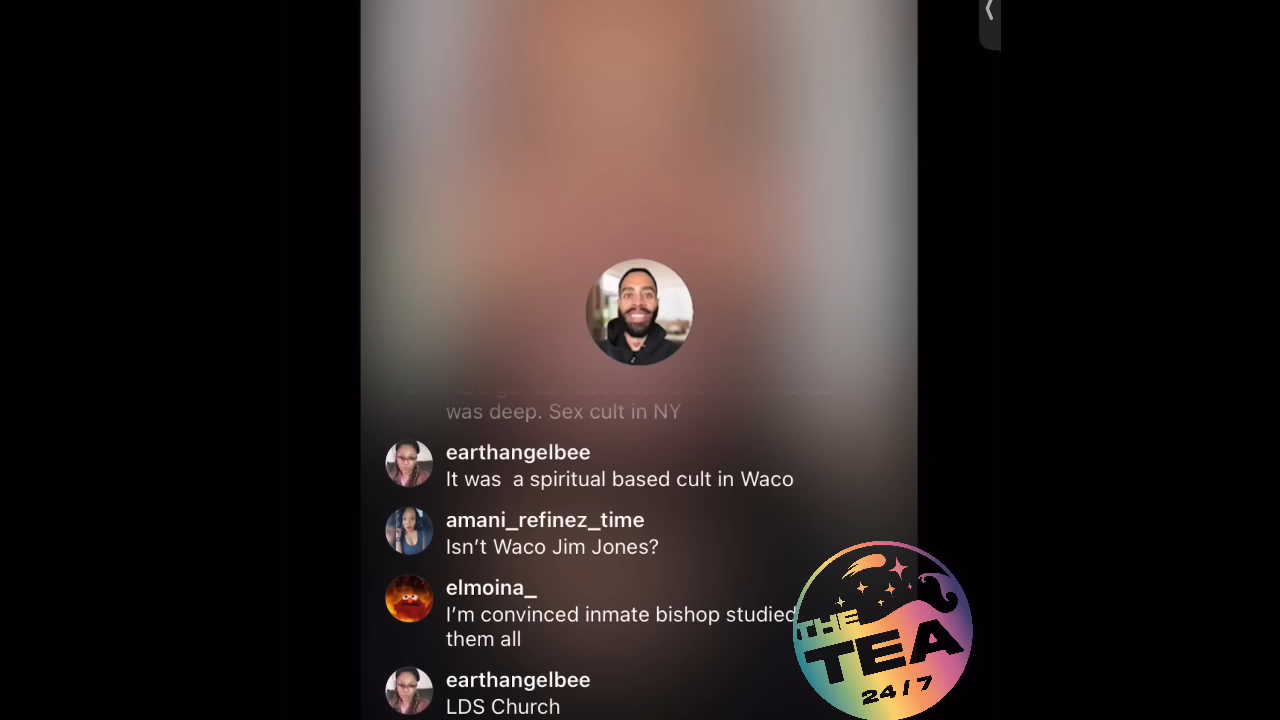 was deep. Sex cult in NY
earthangelbee
It was  a spiritual based cult in Waco
amani_refinez_time
Isn’t Waco Jim Jones?
elmoina_
I’m convinced inmate bishop studied
them all
earthangelbee
LDS Church
THE
TEA
24/7